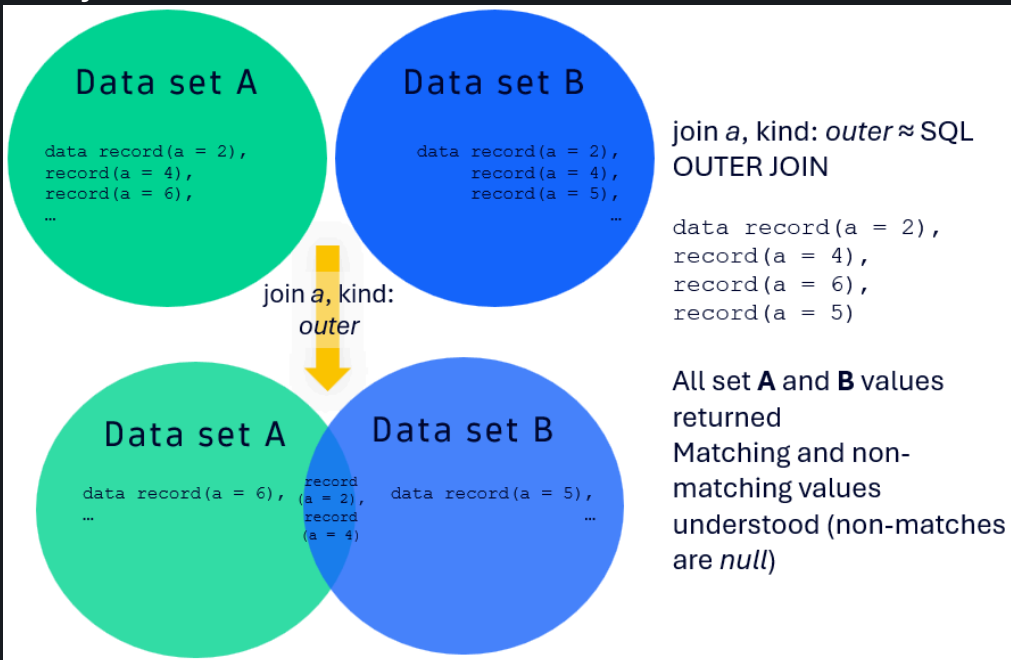 Data set A
data record(a = 2),
record(a = 4),
record(a = 6),
…
Data set B
data record(a = 2),
record(a = 4),
record(a = 5),
…
join a, kind:
outer
Data set A
data record(a = 6),
…
record
(a = 2),
record
(a = 4)
Data set B
data record(a = 5),
…
join a, kind: outer ≈ SQL
OUTER JOIN
data record(a = 2),
record(a = 4),
record(a = 6),
record(a = 5)
All set A and B values
returned
Matching and non-
matching values
understood (non-matches
are null)